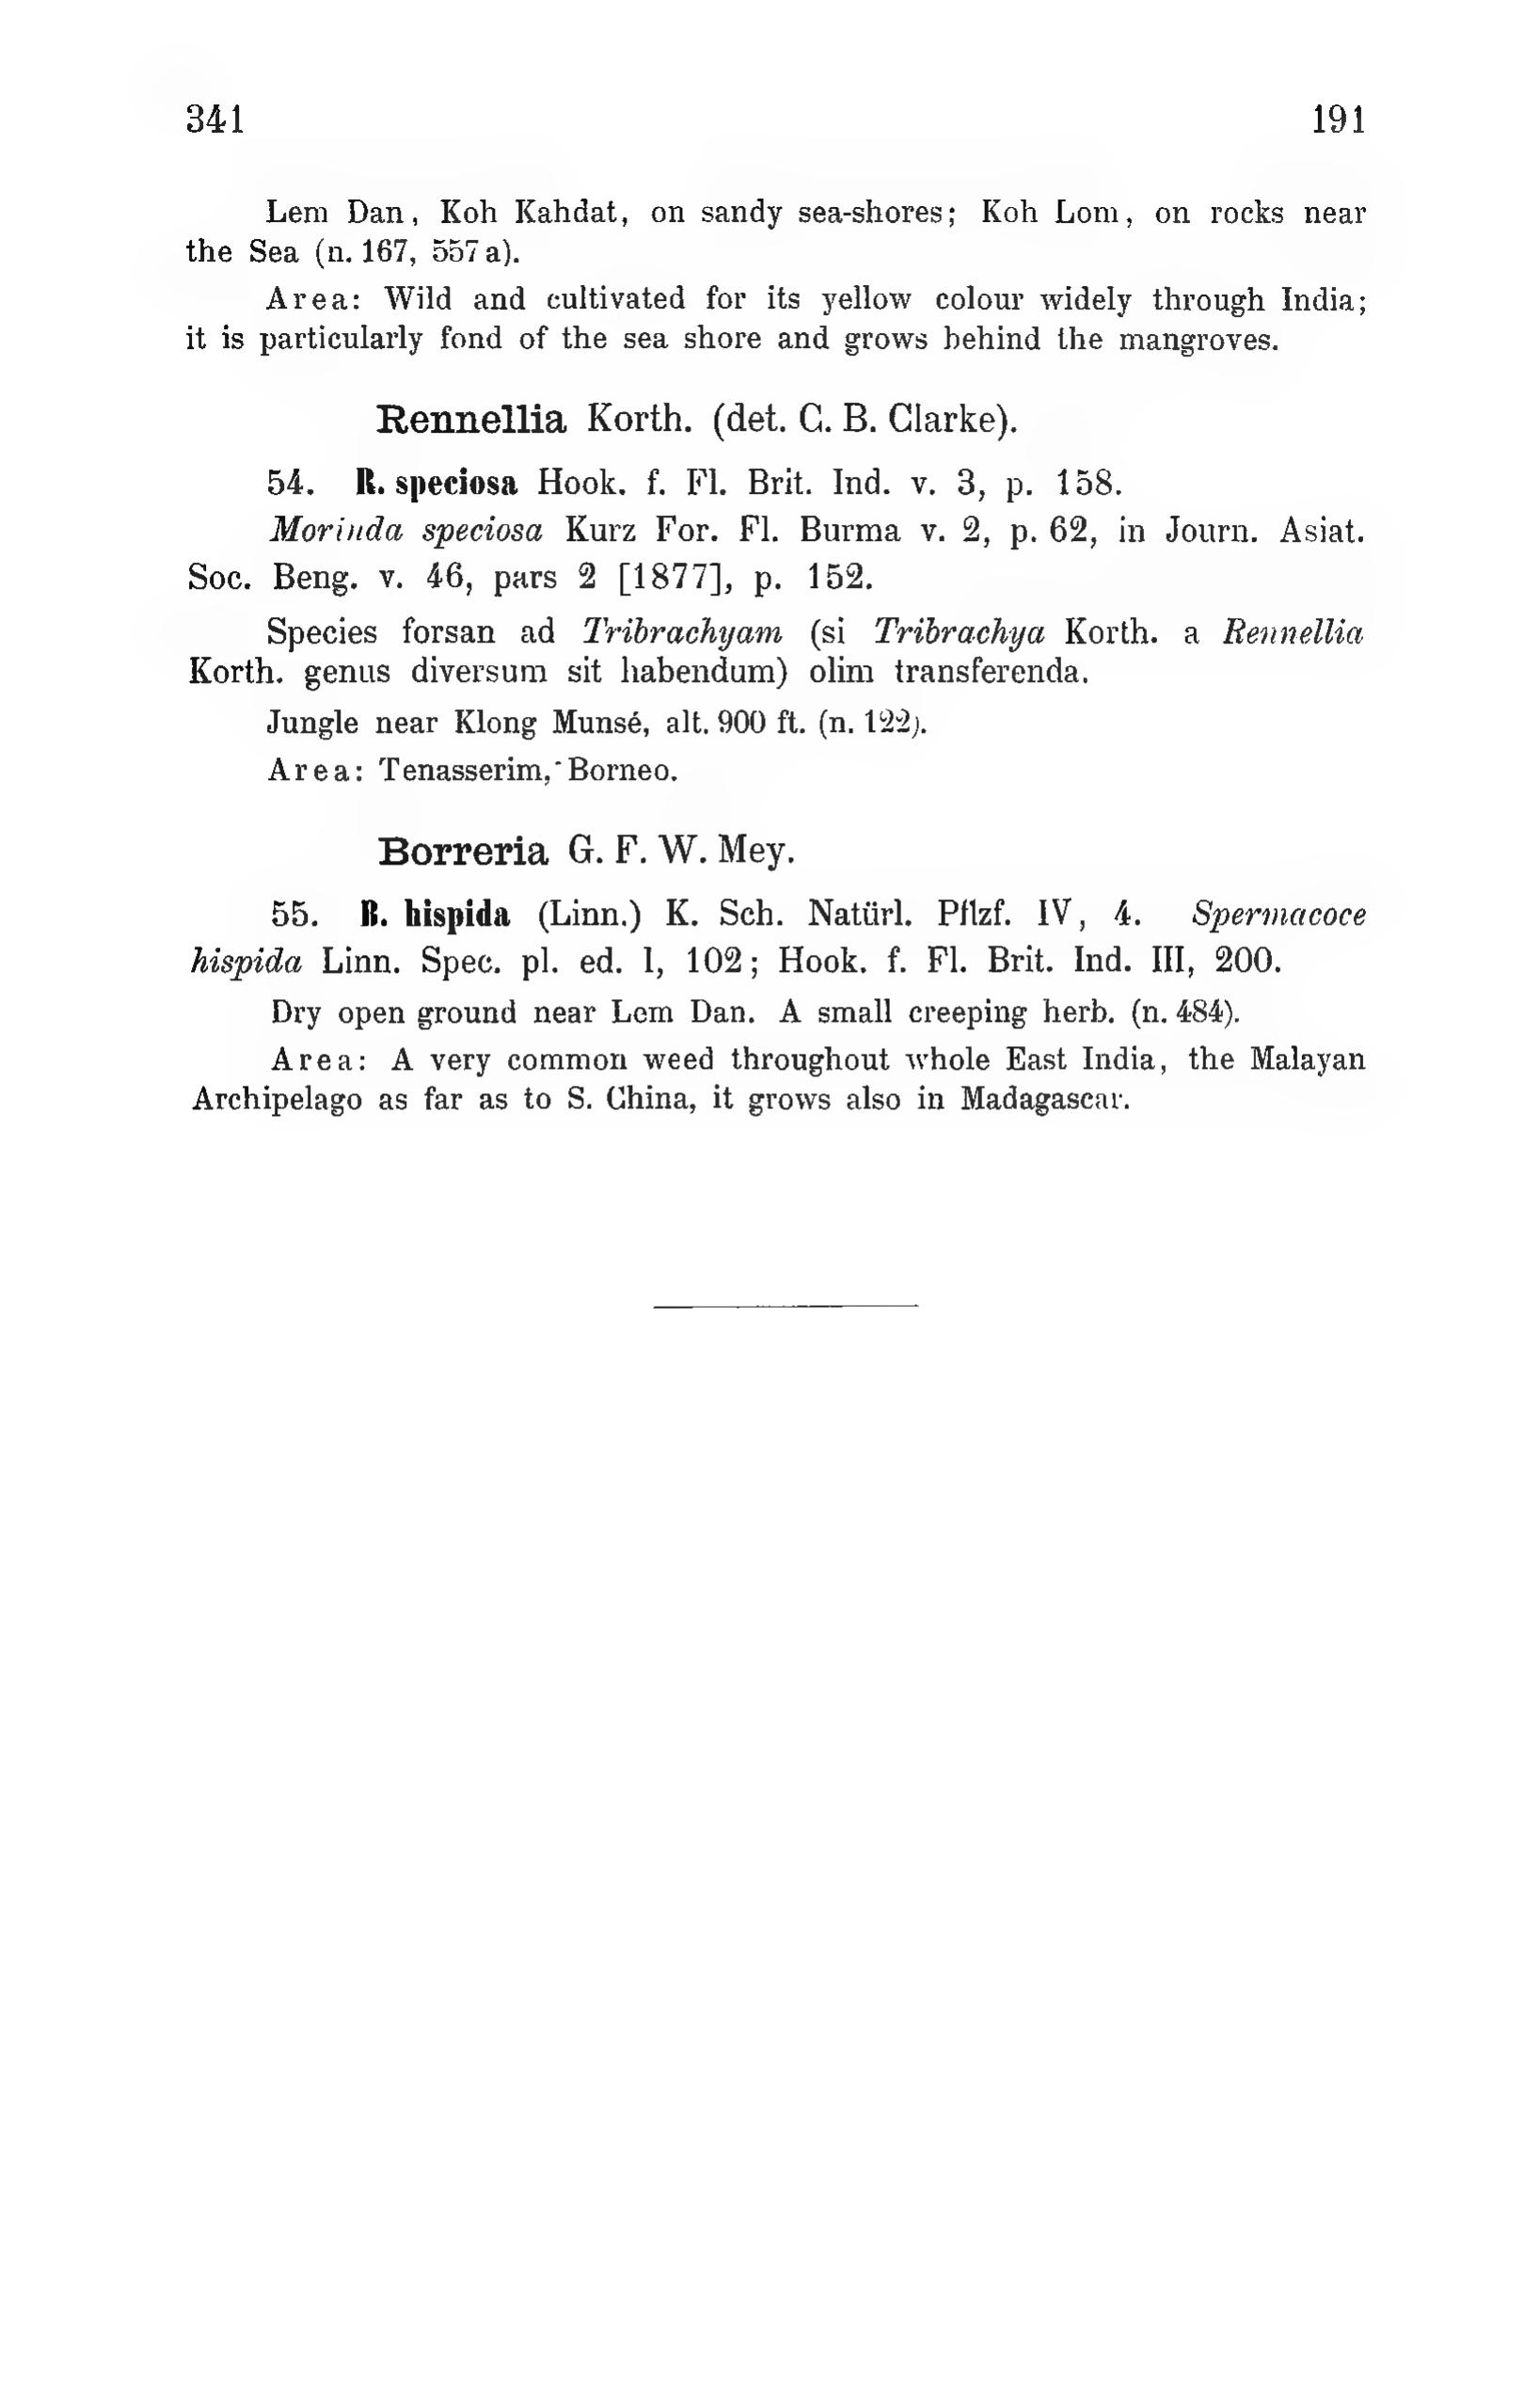 341 191
Lem Dan, Koh Kahdat, on sandy sea-shores; Koh Lom, on rocks near
the Sea (n. 167, 557 a).
Area: Wild and cultivated for its yellow colour widely through India;
it is particularly fond of the sea shore and grows behind the mangroves.
Rennellia Korth. (det. C. B. Clarke).
54. R. speciosa Hook. f. Fl. Brit. Ind. v. 3, p. 158.
Morinda speciosa Kurz For. Fl. Burma v. 2, p. 62, in Journ. Asiat.
Soc. Beng. v. 46, pars 2 [1877], p. 152.
Species forsan ad Tribrachyam (si Tribrachya Korth. a Rennellia
Korth. genus diversum sit habendum) olim transferenda.
Jungle near Klong Munsé, alt. 900 ft. (n. 122).
Area: Tenasserim, Borneo.
Borreria G. F. W. Mey.
55. B. hispida (Linn.) K. Sch. Natürl. Pflzf. IV, 4. Spermacoce
hispida Linn. Spec. pl. ed. 1, 102; Hook. f. Fl. Brit. Ind. III, 200.
Dry open ground near Lem Dan. A small creeping herb. (n. 484).
Area: A very common weed throughout whole East India, the Malayan
Archipelago as far as to S. China, it grows also in Madagascar.